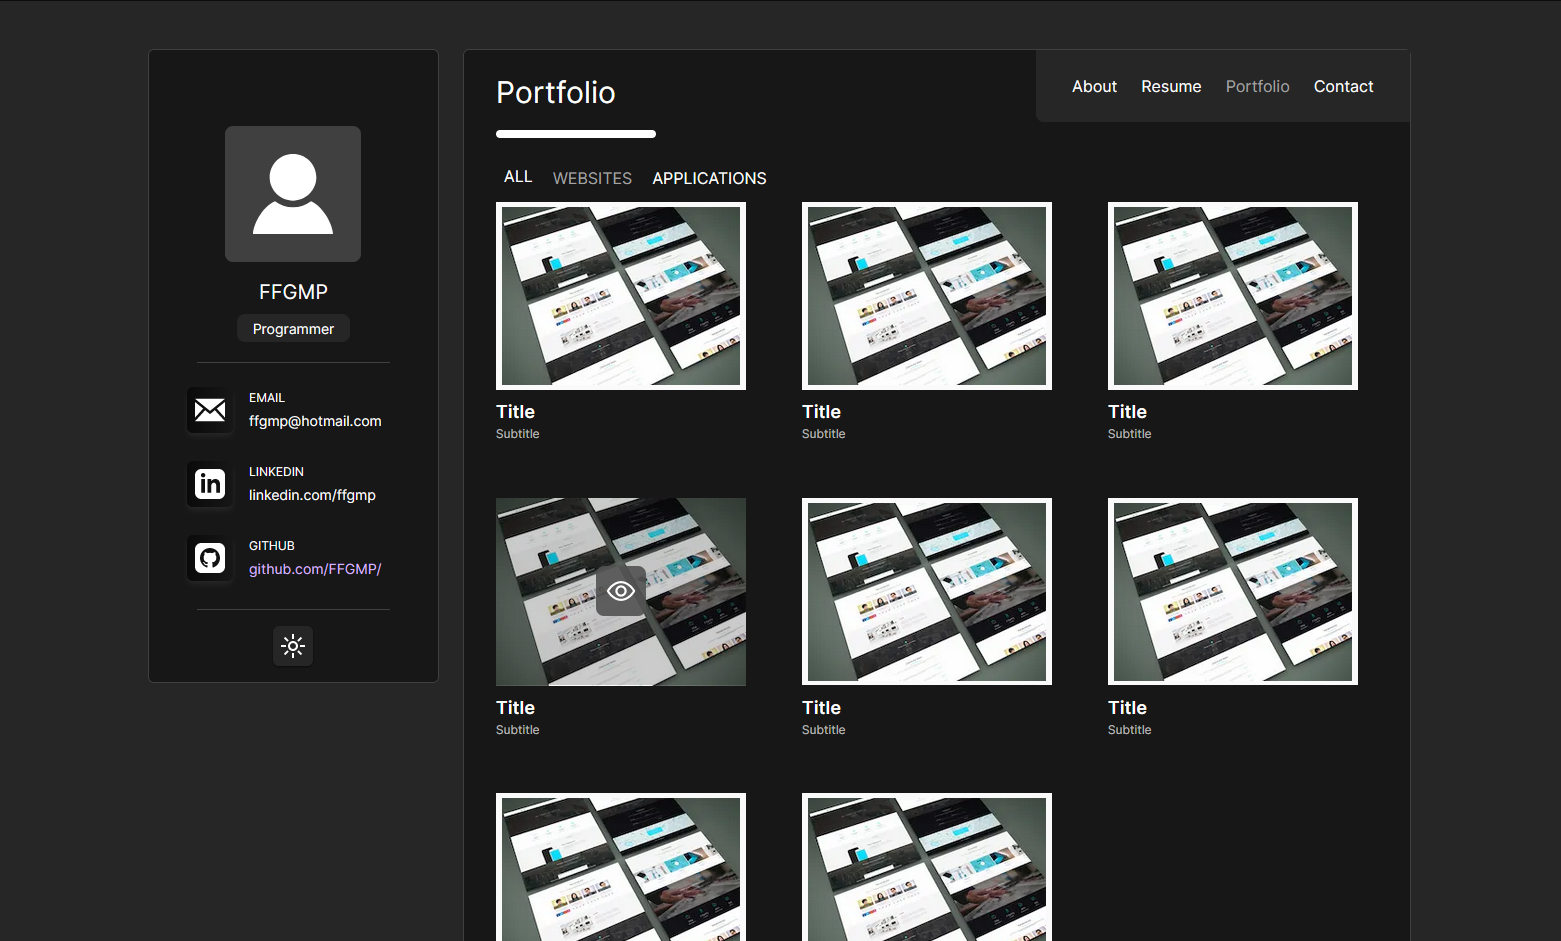 FFGMP
Programmer
EMAIL
ffgmp@hotmail.com
LINKEDIN
linkedin.com/ffgmp
GITHUB
github.com/FFGMP/
Portfolio
About Resume Portfolio Contact
ALL WEBSITES APPLICATIONS
Title Title Title
Subtitle Subtitle Subtitle
Title Title Title
Subtitle Subtitle Subtitle